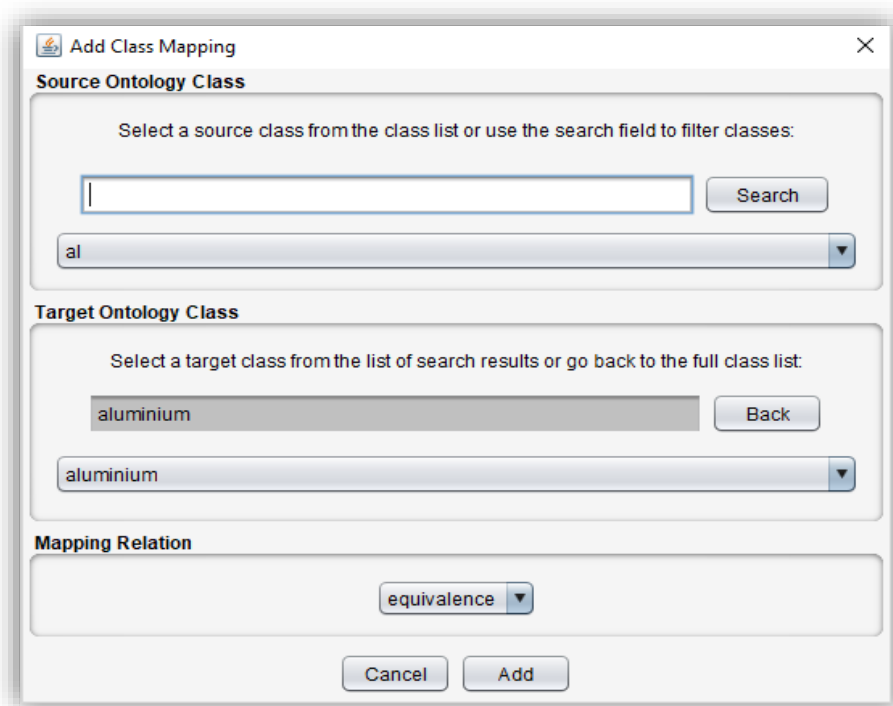 Add Class Mapping
Source Ontology Class
Select a source class from the class list or use the search field to filter classes:
Search
al
Target Ontology Class
Select a target class from the list of search results or go back to the full class list:
aluminium
Back
aluminium
Mapping Relation
equivalence
Cancel Add